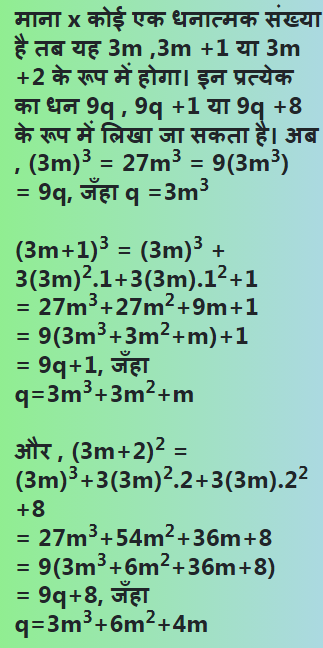 माना x कोई एक धनात्मक संख्या
है तब यह 3m ,3m +1 या 3m
+2 के रूप में होगा। इन प्रत्येक
का धन 9q , 9q +1 या 9q +8
के रूप में लिखा जा सकता है। अब
, (3m)³ = 27m³ = 9(3m³)
= 9q, जँहा q =3m³
(3m+1)³ = (3m)³ +
3(3m)².1+3(3m).1²+1
= 27m³+27m²+9m+1
= 9(3m³+3m²+m)+1
= 9q+1, जँहा
q=3m³+3m²+m
और , (3m+2)² =
(3m)³+3(3m)².2+3(3m).2²
+8
= 27m³+54m²+36m+8
= 9(3m³+6m²+36m+8)
= 9q+8, जँहा
q=3m³+6m²+4m